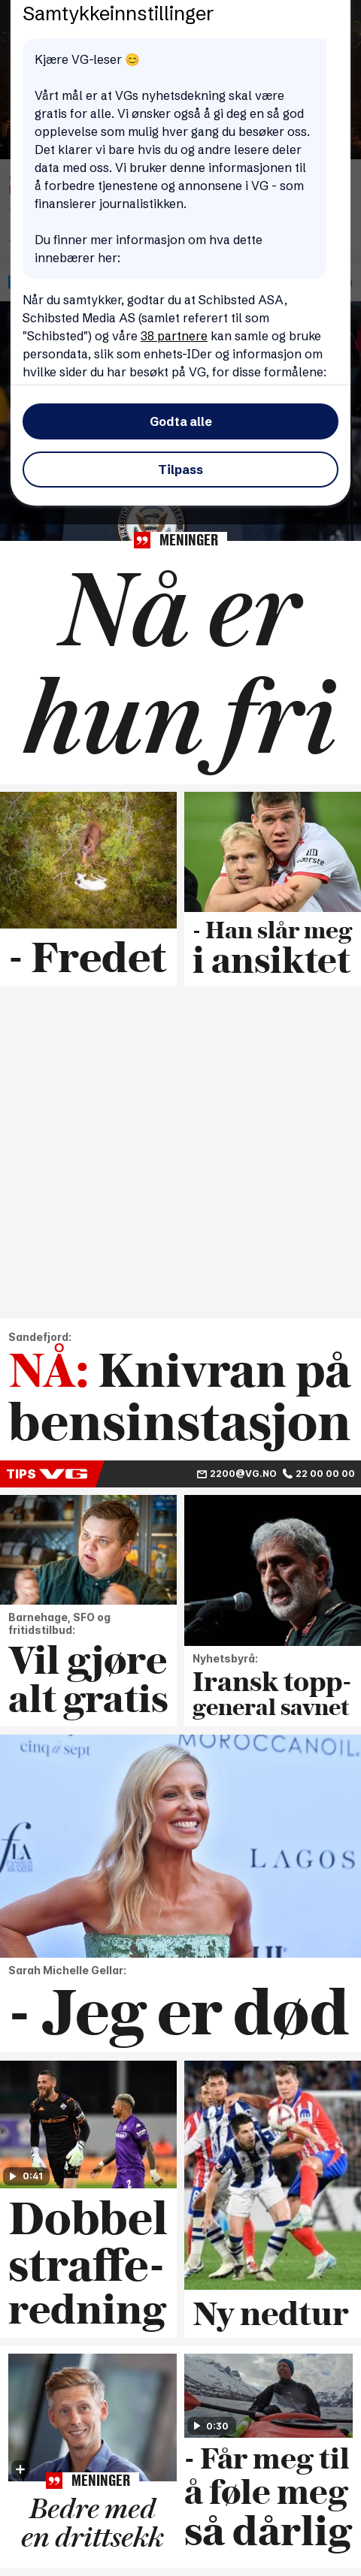 Samtykkeinnstillinger
Kjære VG-leser 😊
Vårt mål er at VGs nyhetsdekning skal være
gratis for alle. Vi ønsker også å gi deg en så god
opplevelse som mulig hver gang du besøker oss.
Det klarer vi bare hvis du og andre lesere deler
data med oss. Vi bruker denne informasjonen til
å forbedre tjenestene og annonsene i VG - som
finansierer journalistikken.
Du finner mer informasjon om hva dette
innebærer her:
Når du samtykker, godtar du at Schibsted ASA,
Schibsted Media AS (samlet referert til som
"Schibsted") og våre 38 partnere kan samle og bruke
persondata, slik som enhets-IDer og informasjon om
hvilke sider du har besøkt på VG, for disse formålene:
Godta alle
Tilpass
MENINGER
Nå er
hun fri
- Fredet
- Han slår meg
i ansiktet
Sandefjord:
NÅ: Knivran på
bensinstasjon
TIPS VG 2200@VG.NO 22 00 00 00
Barnehage, SFO og
fritidstilbud:
Vil gjøre
alt gratis
Nyhetsbyrå:
Iransk topp-
general savnet
cinq à sept
MOROCCANOIL.
LAGOS
Sarah Michelle Gellar:
- Jeg er død
0:41
Dobbel
straffe-
redning
Ny nedtur
MENINGER
Bedre med
en drittsekk
0:30
- Får meg til
å føle meg
så dårlig